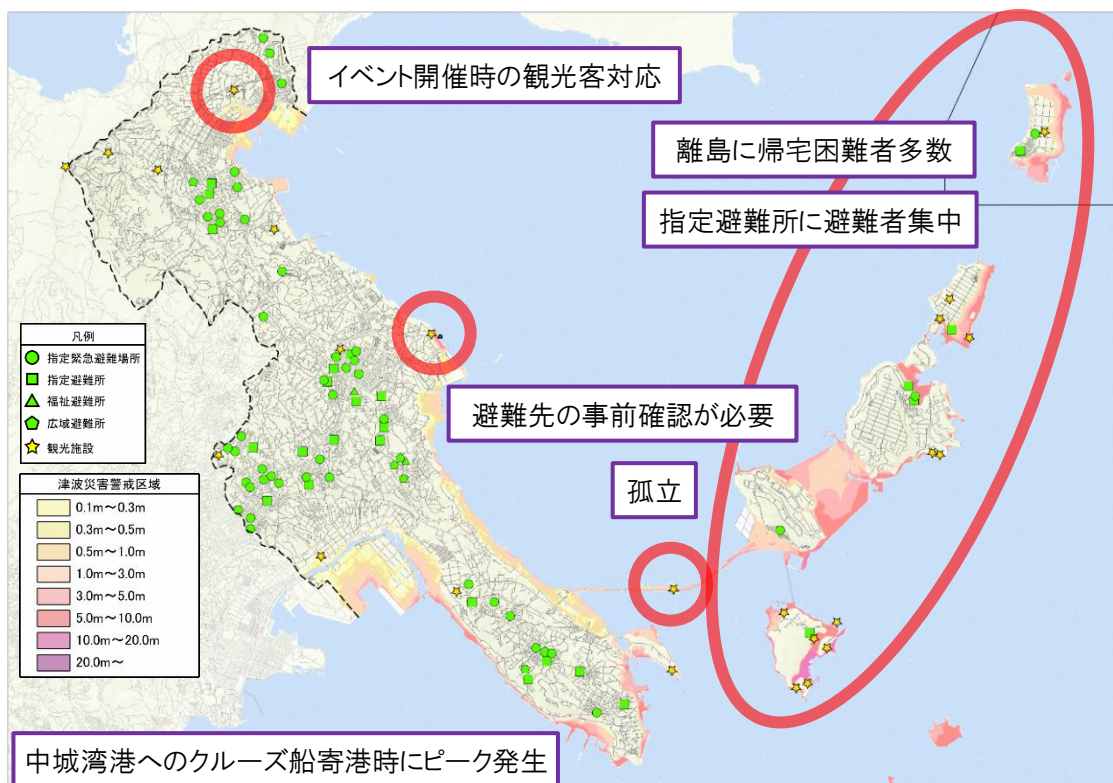 イベント開催時の観光客対応
離島に帰宅困難者多数
指定避難所に避難者集中
避難先の事前確認が必要
孤立
凡例
指定緊急避難場所
指定避難所
福祉避難所
広域避難所
観光施設
津波災害警戒区域
0.1m～0.3m
0.3m～0.5m
0.5m～1.0m
1.0m～3.0m
3.0m～5.0m
5.0m～10.0m
10.0m～20.0m
20.0m～
中城湾港へのクルーズ船寄港時にピーク発生